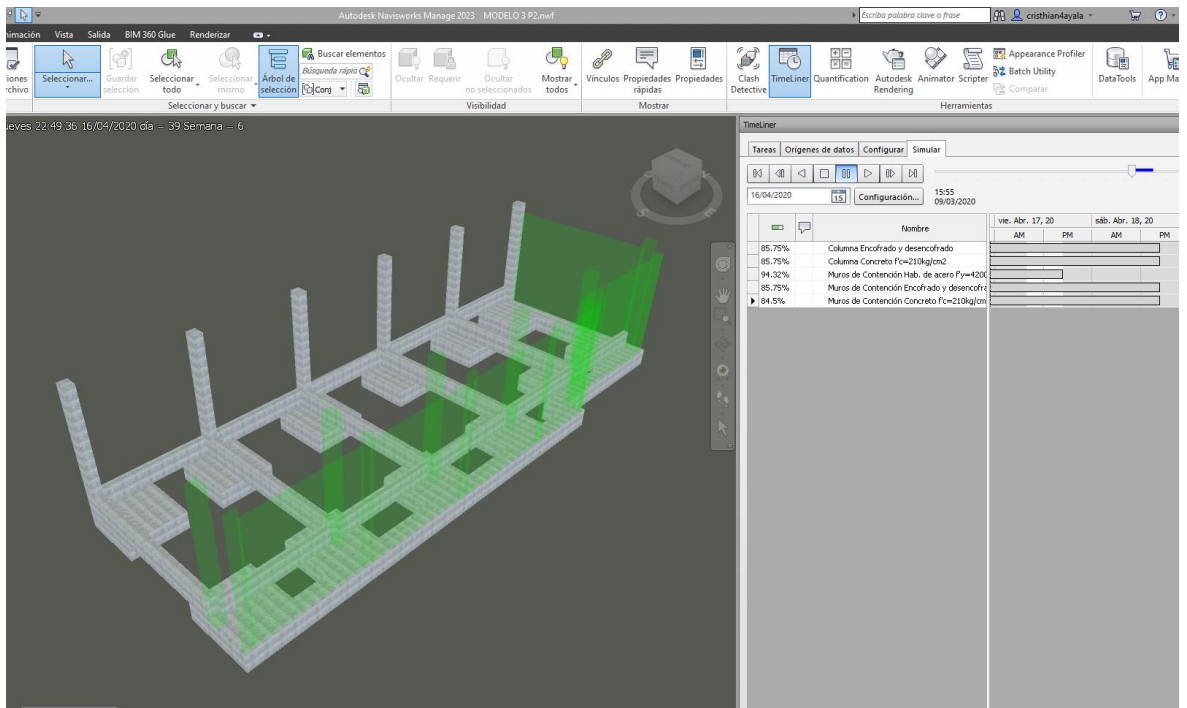 Autodesk Navisworks Manage 2023 MODELO 3 P2.nwf
Escriba palabra clave o frase
cristhian4ayala
nimación Vista Salida BIM 360 Glue Renderizar
iones
rchivo
Seleccionar...
Guardar selección
Seleccionar todo
Seleccionar mismo
Árbol de selección
Buscar elementos
Búsqueda rápid
Conj
Ocultar
Requerir
Ocultar no seleccionados
Mostrar todos
Vínculos
Propiedades rápidas
Propiedades
Clash Detective
TimeLiner
Quantification
Autodesk Rendering
Animator
Scripter
Appearance Profiler
Batch Utility
Comparar
DataTools
App Ma
Seleccionar y buscar
Visibilidad
Mostrar
Herramientas
ueves 22:49:36 16/04/2020 día = 39 Semana = 6
TimeLiner
Tareas Orígenes de datos Configurar Simular
16/04/2020
15
Configuración...
15:55
09/03/2020
Nombre
vie. Abr. 17, 20 sáb. Abr. 18, 20
AM PM AM PM
85.75% Columna Encofrado y desencofrado
85.75% Columna Concreto f'c=210kg/cm2
94.32% Muros de Contención Hab. de acero f'y=4200
85.75% Muros de Contención Encofrado y desencofra
84.5% Muros de Contención Concreto f'c=210kg/cm